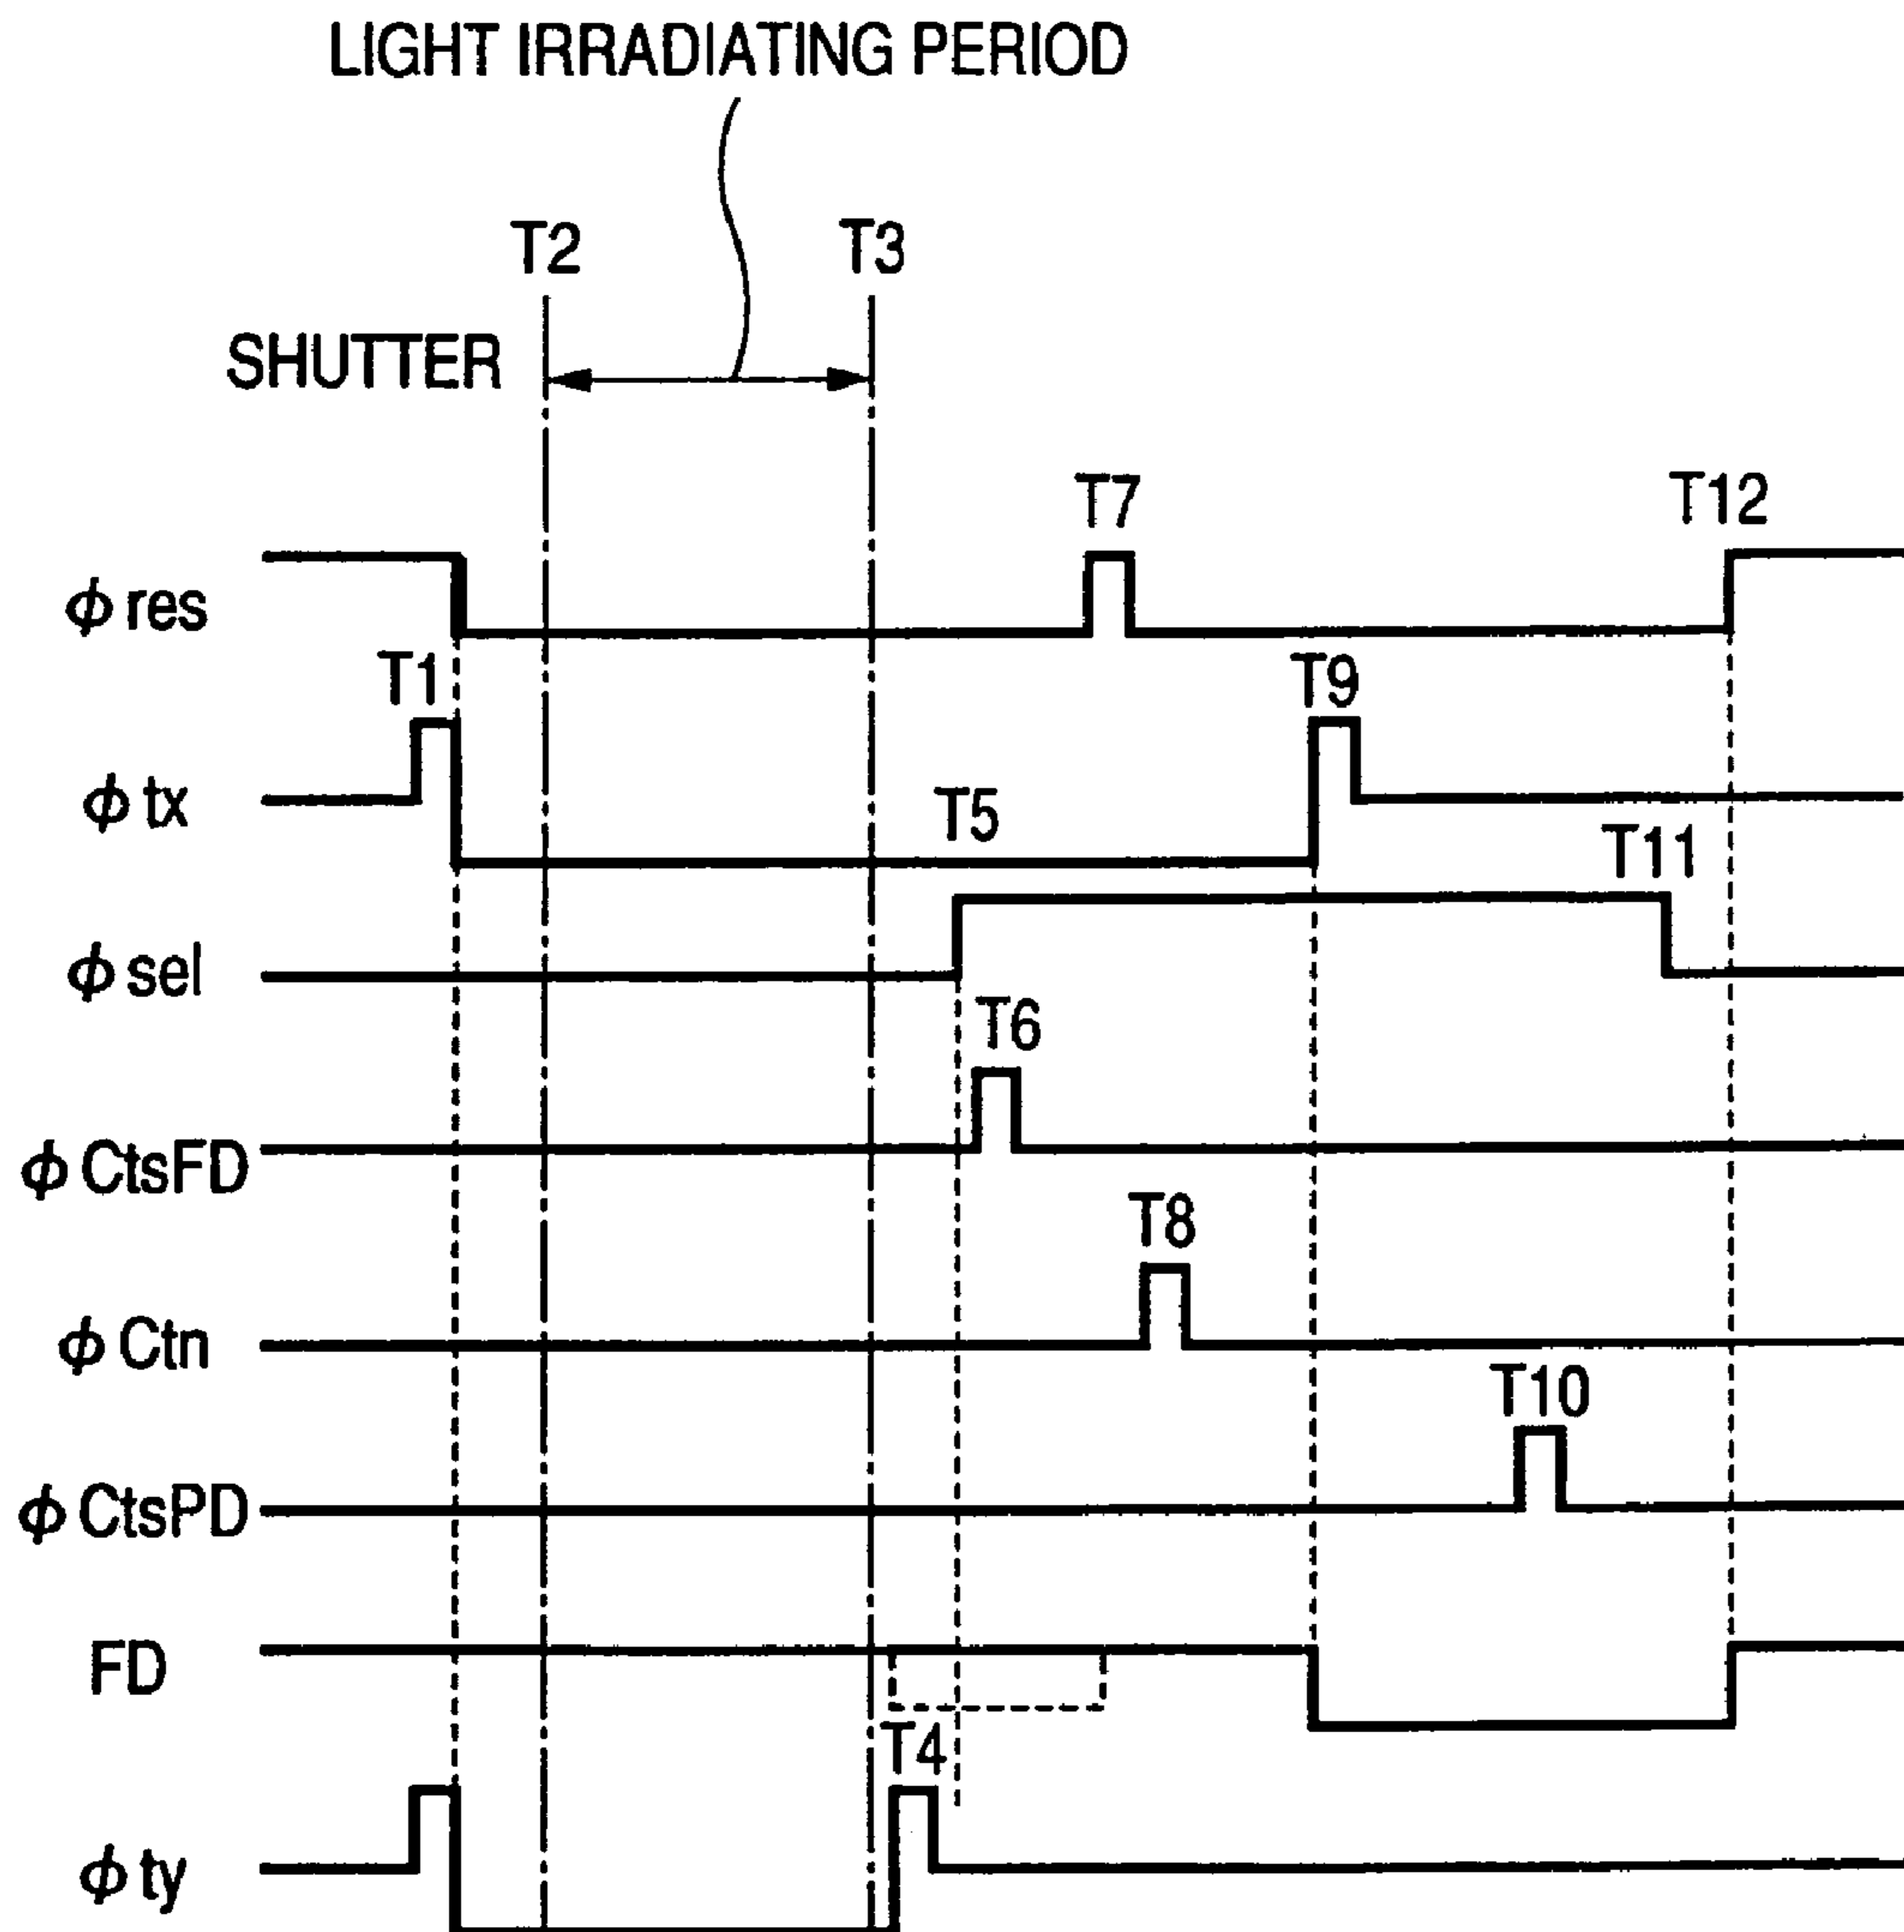 LIGHT IRRADIATING PERIOD
T2 T3
SHUTTER
T7 T12
ϕ res
T1 T9
ϕ tx
T5 T11
ϕ sel
T6
ϕ CtsFD
T8
ϕ Ctn
T10
ϕ CtsPD
FD
T4
ϕ ty